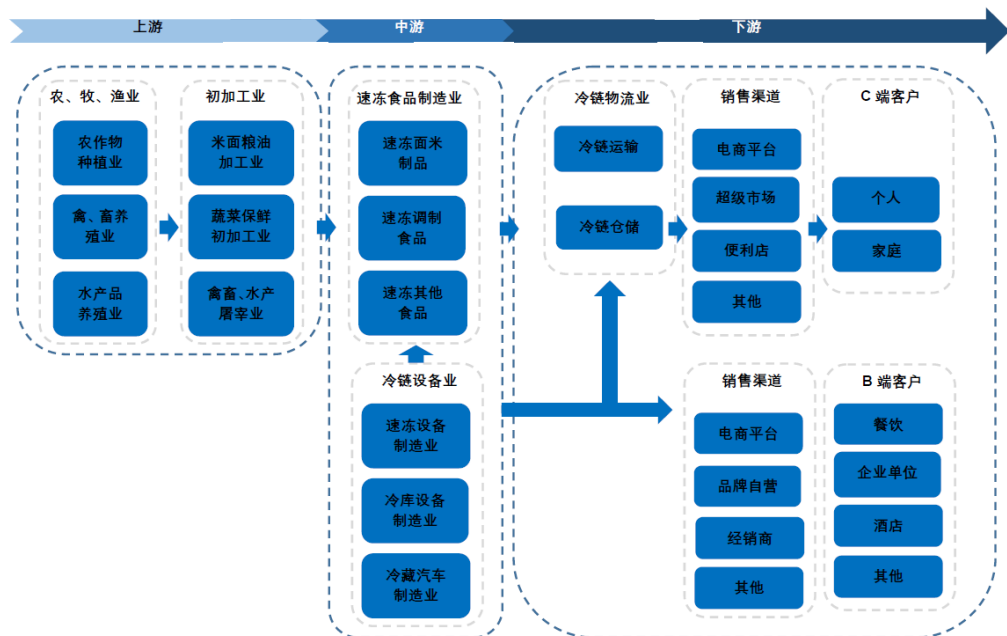 上游
中游
下游
农、牧、渔业
农作物
种植业
禽、畜养
殖业
水产品
养殖业
初加工业
米面粮油
加工业
蔬菜保鲜
初加工业
禽畜、水产
屠宰业
速冻食品制造业
速冻面米
制品
速冻调制
食品
速冻其他
食品
冷链设备业
速冻设备
制造业
冷库设备
制造业
冷藏汽车
制造业
冷链物流业
冷链运输
冷链仓储
销售渠道
电商平台
超级市场
便利店
其他
C 端客户
个人
家庭
销售渠道
电商平台
品牌自营
经销商
其他
B 端客户
餐饮
企业单位
酒店
其他